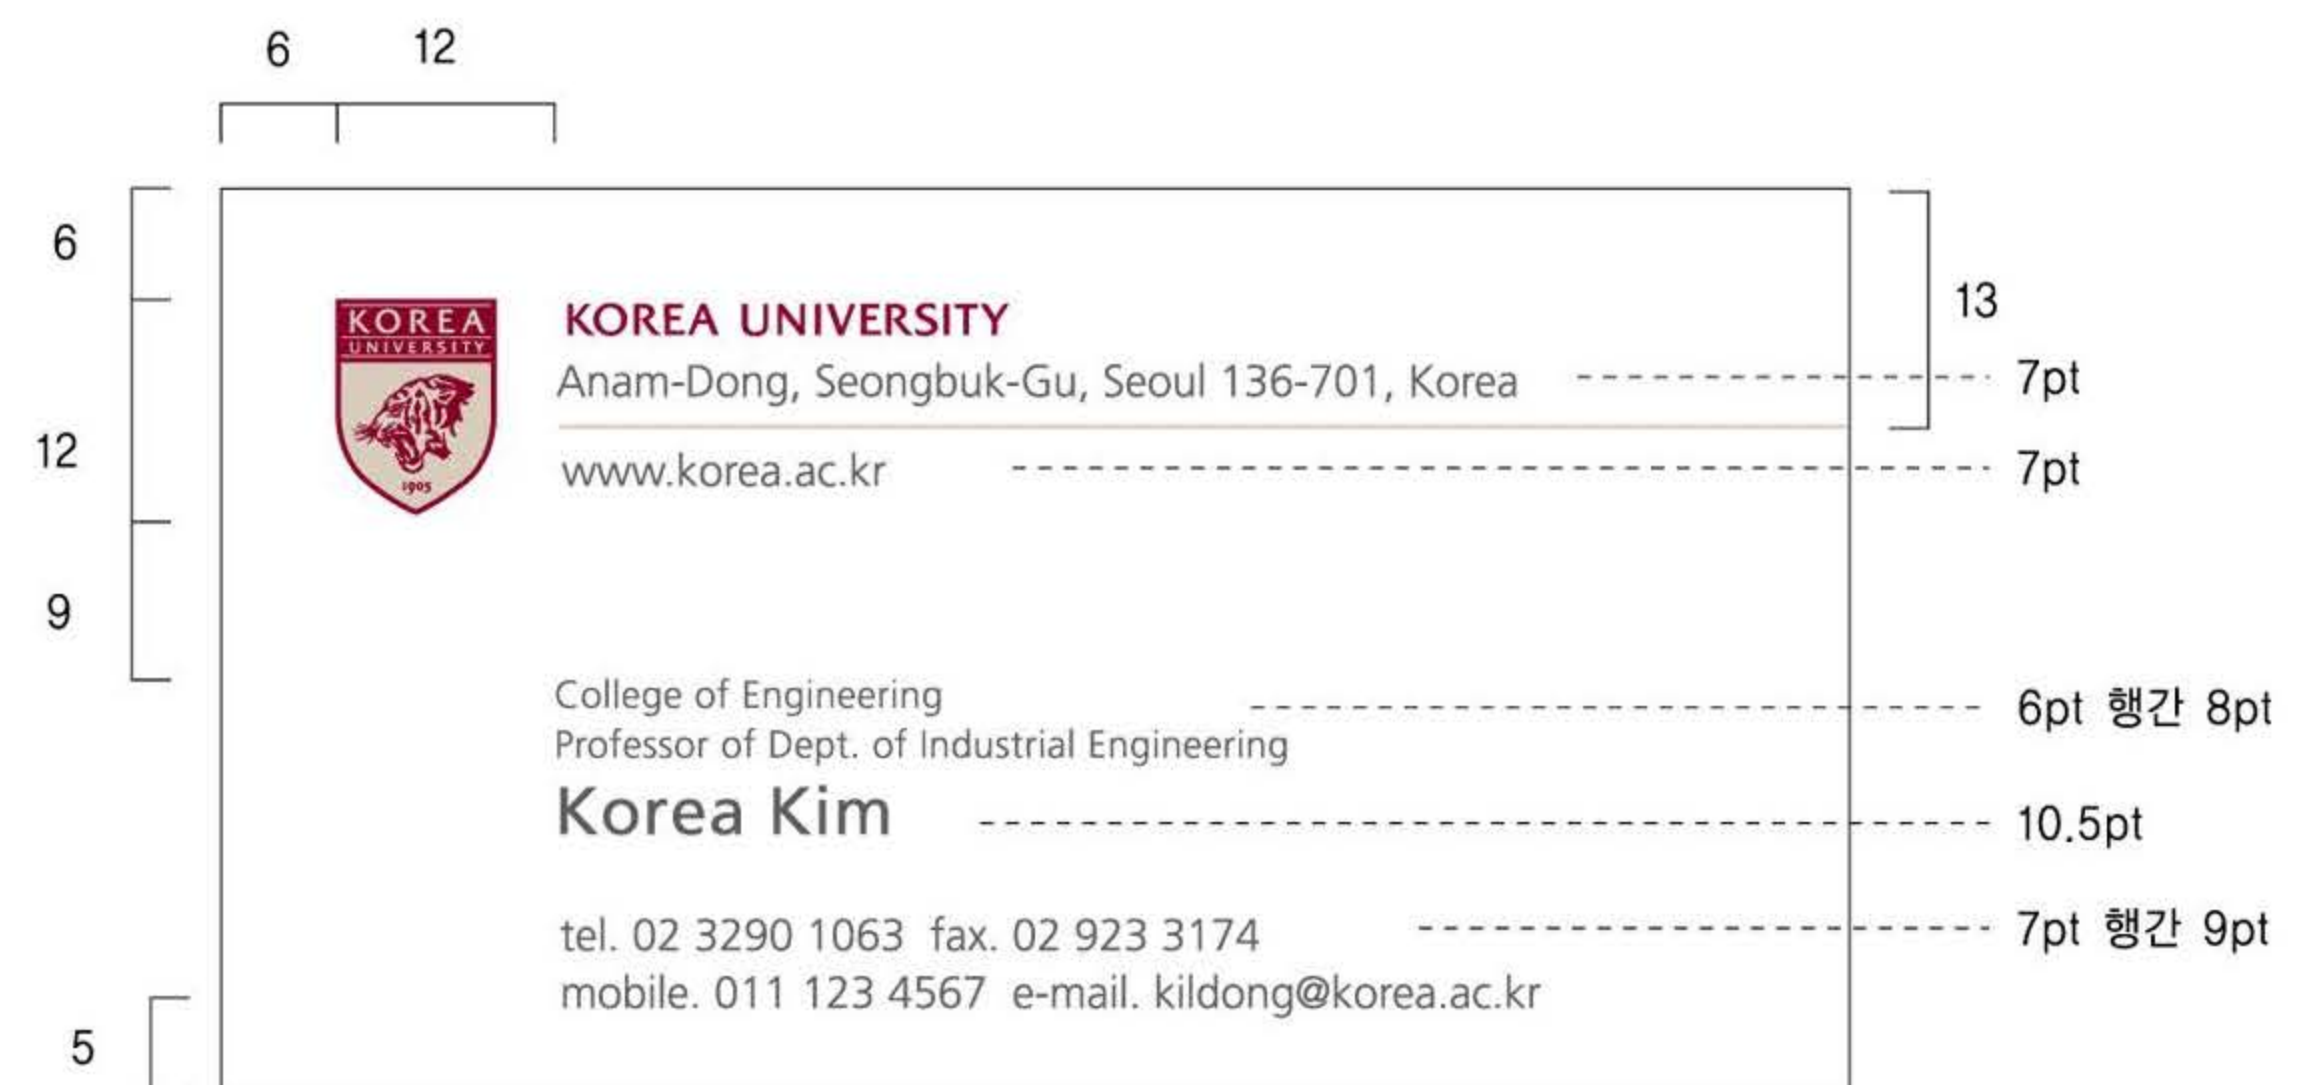 6 12
6
13
KOREA
UNIVERSITY
1905
KOREA UNIVERSITY
Anam-Dong, Seongbuk-Gu, Seoul 136-701, Korea
7pt
12
www.korea.ac.kr
7pt
9
College of Engineering
6pt 행간 8pt
Professor of Dept. of Industrial Engineering
Korea Kim
10.5pt
tel. 02 3290 1063 fax. 02 923 3174
7pt 행간 9pt
mobile. 011 123 4567 e-mail. kildong@korea.ac.kr
5